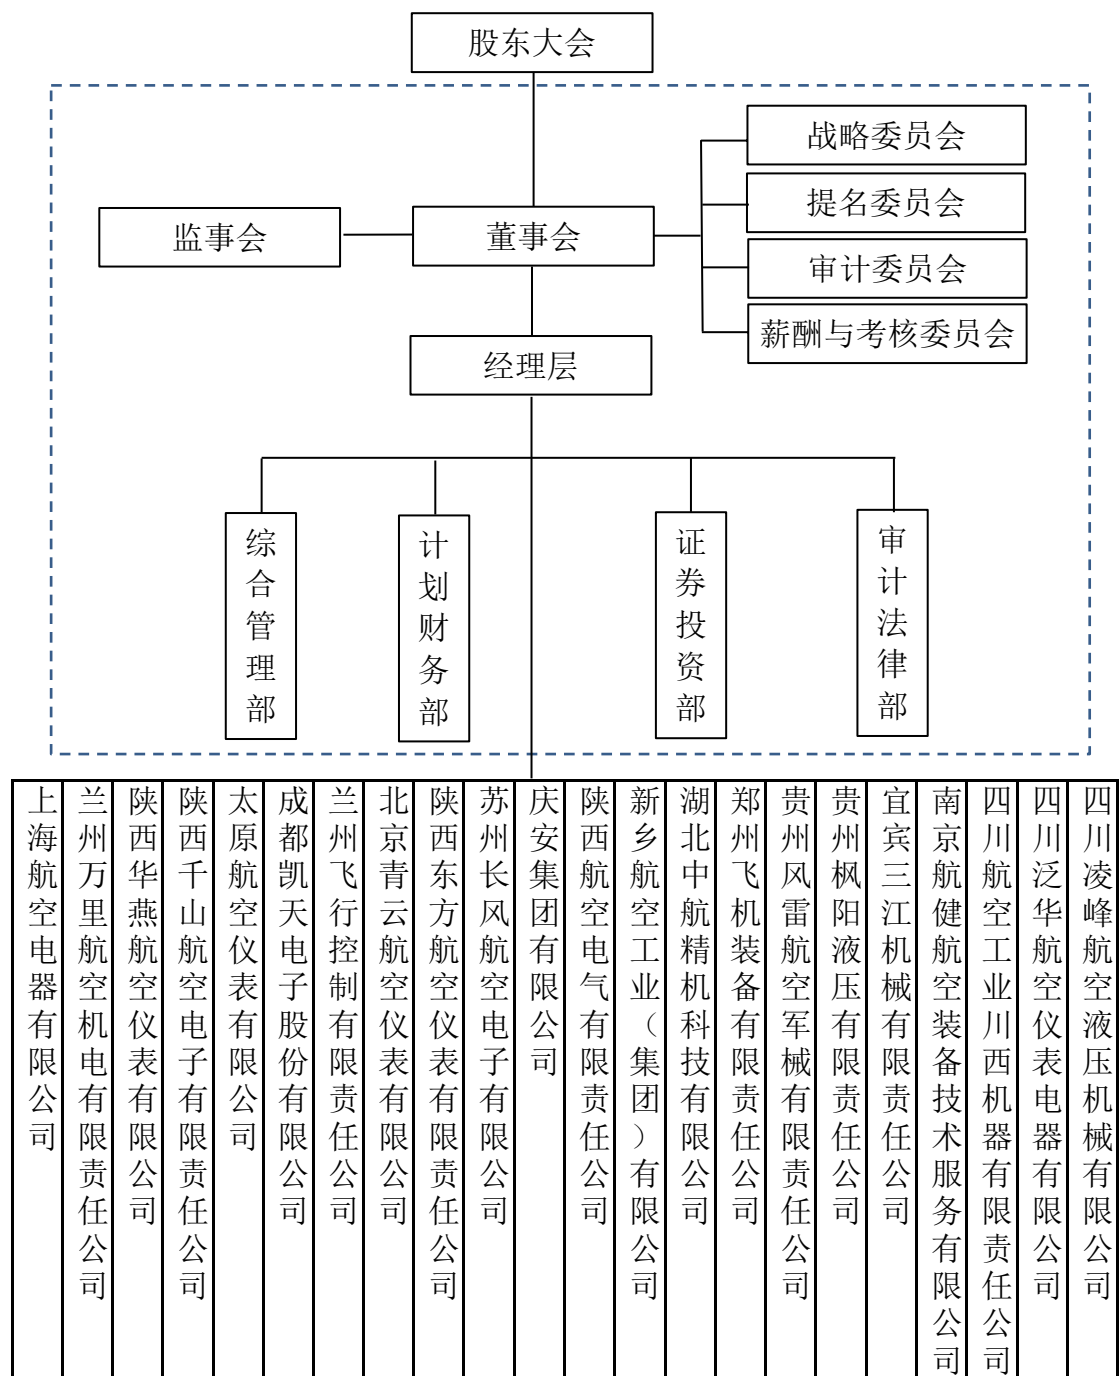 股东大会
战略委员会
提名委员会
监事会
董事会
审计委员会
薪酬与考核委员会
经理层
综合管理部
计划财务部
证券投资部
审计法律部
上海航空电器有限公司
兰州万里航空机电有限责任公司
陕西华燕航空仪表有限公司
陕西千山航空电子有限责任公司
太原航空仪表有限公司
成都凯天电子股份有限公司
兰州飞行控制有限责任公司
北京青云航空仪表有限公司
陕西东方航空仪表有限责任公司
苏州长风航空电子有限公司
庆安集团有限公司
陕西航空电气有限责任公司
新乡航空工业（集团）有限公司
湖北中航精机科技有限公司
郑州飞机装备有限责任公司
贵州风雷航空军械有限责任公司
贵州枫阳液压有限责任公司
宜宾三江机械有限责任公司
南京航健航空装备技术服务有限公司
四川航空工业川西机器有限责任公司
四川泛华航空仪表电器有限公司
四川凌峰航空液压机械有限公司